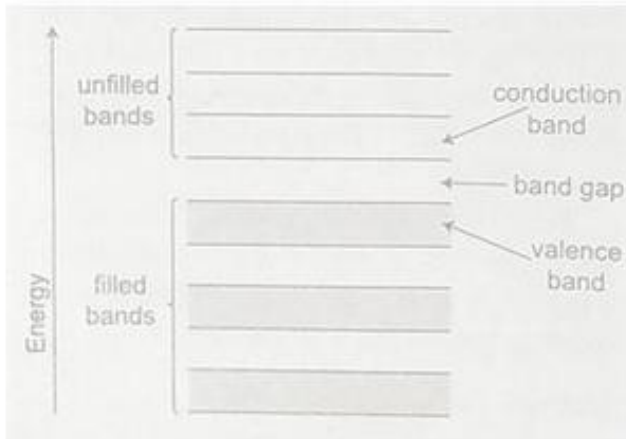 unfilled
bands
conduction
band
band gap
valence
band
filled
bands
Energy